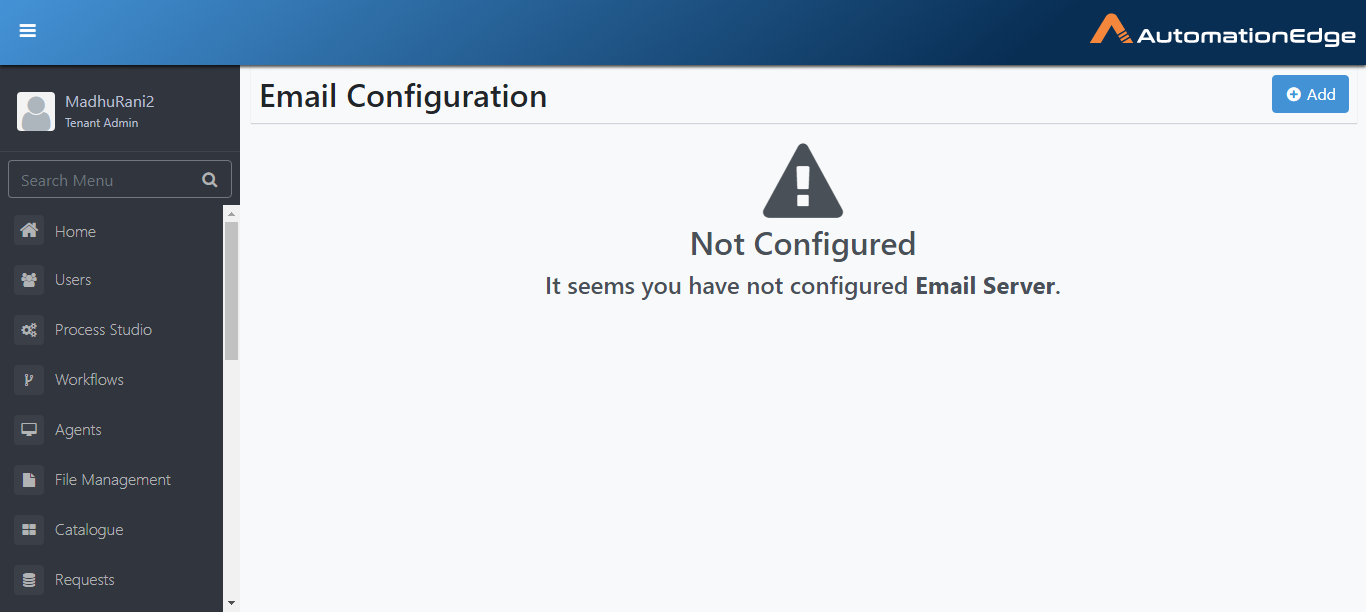 AutomationEdge
MadhuRani2
Tenant Admin
Search Menu
Home
Users
Process Studio
Workflows
Agents
File Management
Catalogue
Requests
Email Configuration
Add
Not Configured
It seems you have not configured Email Server.